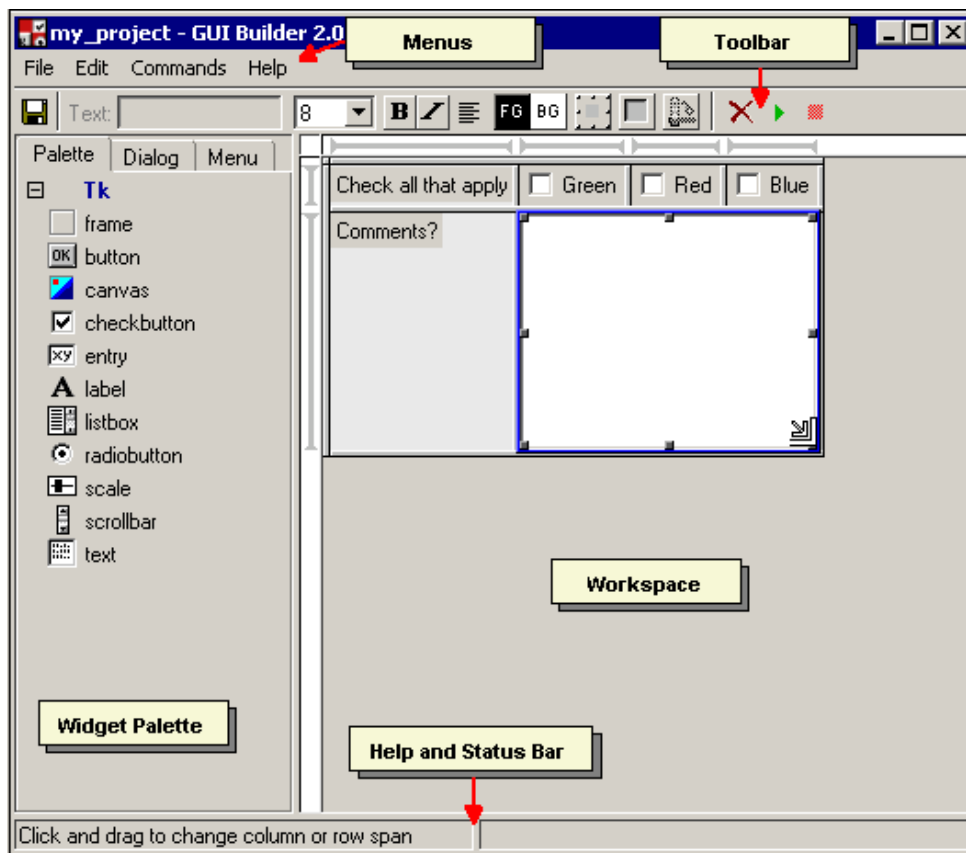 my_project - GUI Builder 2.0
Menus
Toolbar
File Edit Commands Help
Text: 8 B I FG BG
Palette Dialog Menu
Tk
frame
OK button
canvas
checkbutton
xy entry
A label
listbox
radiobutton
scale
scrollbar
text
Check all that apply Green Red Blue
Comments?
Workspace
Widget Palette
Help and Status Bar
Click and drag to change column or row span